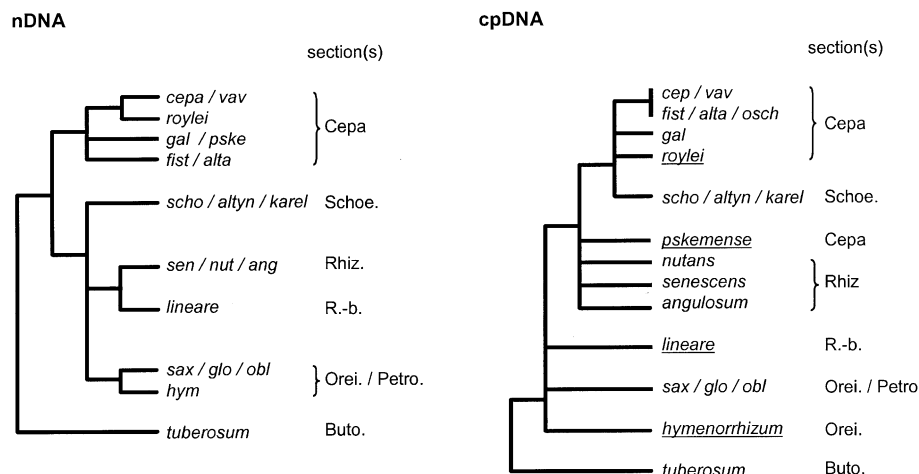 nDNA
section(s)
cepa / vav
roylei
gal / pske
fist / alta
Cepa
scho / altyn / karel Schoe.
sen / nut / ang Rhiz.
lineare R.-b.
sax / glo / obl
hym
Orei. / Petro.
tuberosum Buto.
cpDNA
section(s)
cep / vav
fist / alta / osch
gal
roylei
Cepa
scho / altyn / karel Schoe.
pskemense Cepa
nutans
senescens
angulosum
Rhiz
lineare R.-b.
sax / glo / obl Orei. / Petro
hymenorrhizum Orei.
tuberosum Buto.